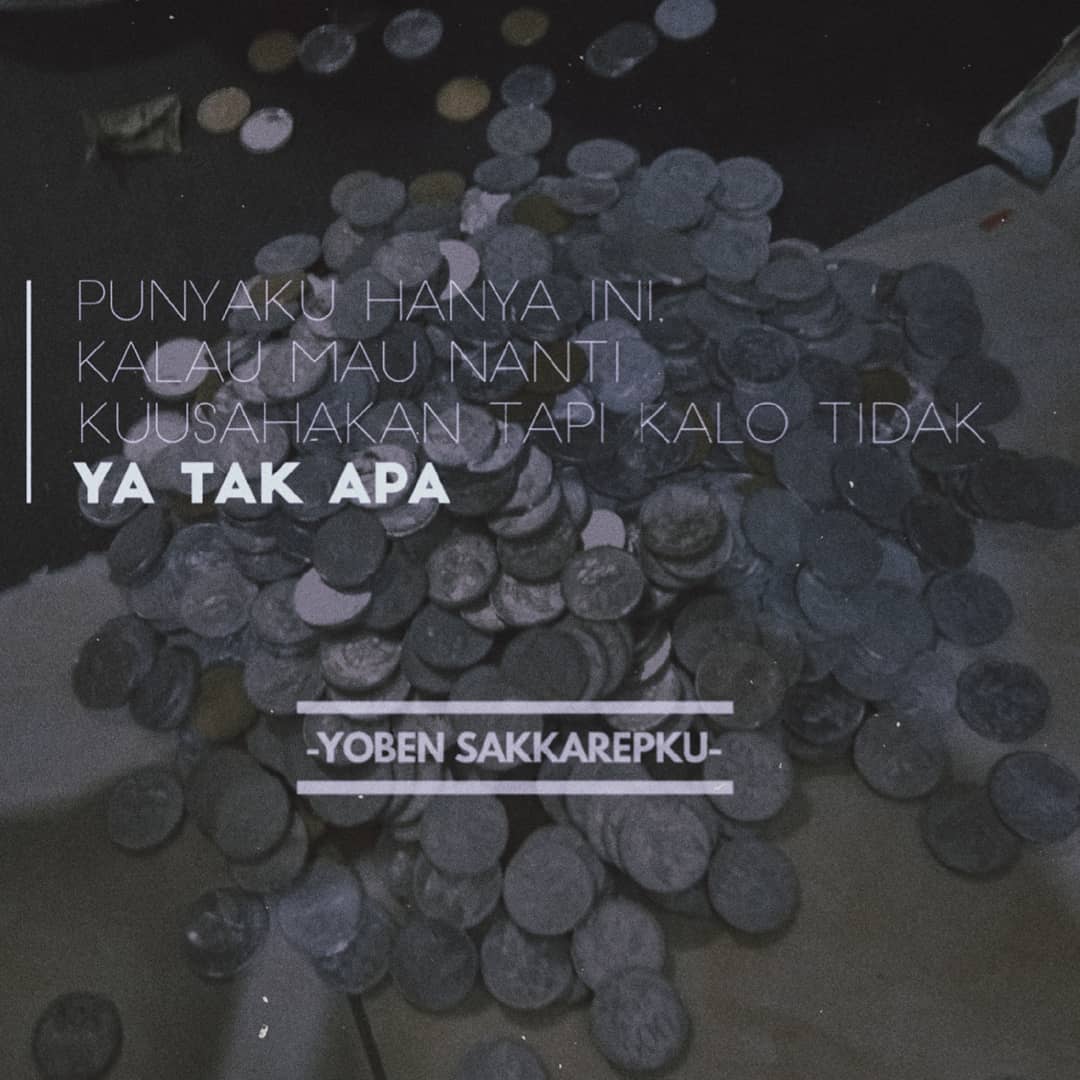 PUNYAKU HANYA INI.
KALAU MAU NANTI
KUUSAHAKAN TAPI KALO TIDAK
YA TAK APA
-YOBEN SAKKAREPKU-